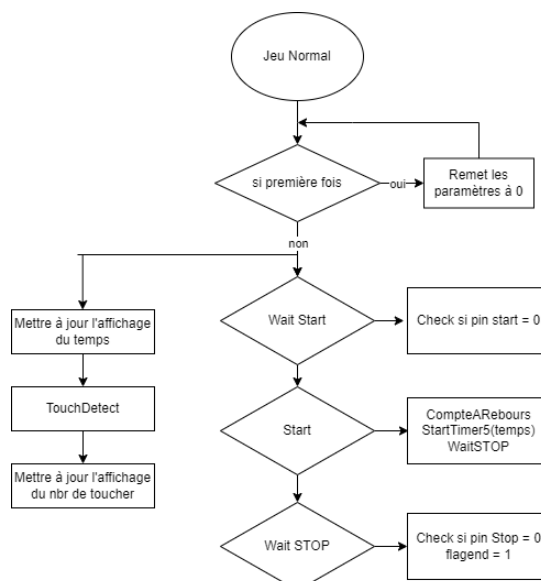 Jeu Normal
si première fois
oui
Remet les
paramètres à 0
non
Mettre à jour l'affichage
du temps
Wait Start
Check si pin start = 0
TouchDetect
Start
CompteARebours
StartTimer5(temps)
WaitSTOP
Mettre à jour l'affichage
du nbr de toucher
Wait STOP
Check si pin Stop = 0
flagend = 1